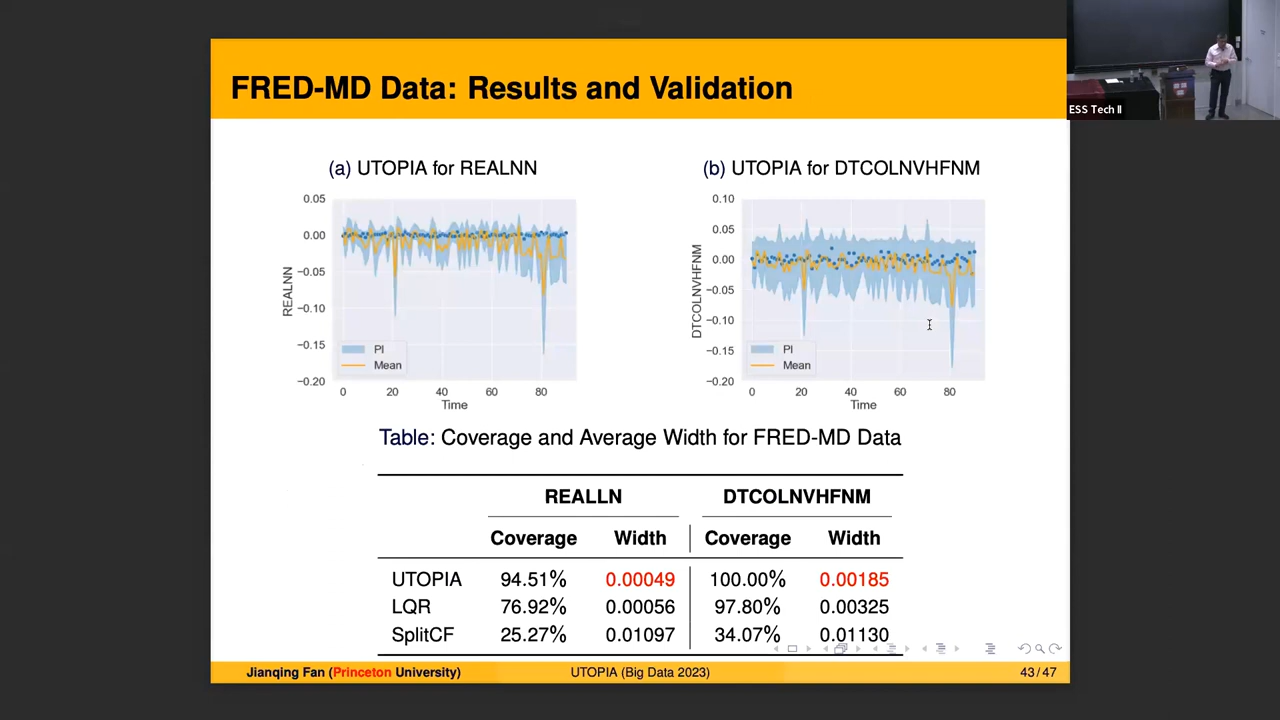 FRED-MD Data: Results and Validation
ESS Tech II
(a) UTOPIA for REALNN
(b) UTOPIA for DTCOLNVHFNM
0.05
0.00
−0.05
−0.10
−0.15
−0.20
REALNN
PI
Mean
0 20 40 60 80
Time
0.10
0.05
0.00
−0.05
−0.10
−0.15
−0.20
DTCOLNVHFNM
PI
Mean
0 20 40 60 80
Time
Table: Coverage and Average Width for FRED-MD Data
REALLN DTCOLNVHFNM
Coverage Width Coverage Width
UTOPIA 94.51% 0.00049 100.00% 0.00185
LQR 76.92% 0.00056 97.80% 0.00325
SplitCF 25.27% 0.01097 34.07% 0.01130
Jianqing Fan (Princeton University) UTOPIA (Big Data 2023) 43/47